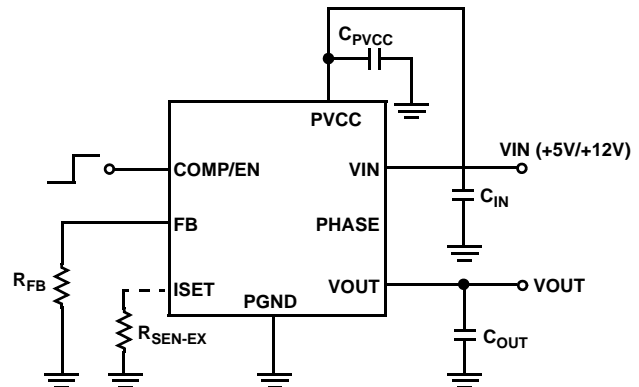 C_PVCC
PVCC
VIN (+5V/+12V)
COMP/EN
VIN
C_IN
FB
PHASE
R_FB
ISET
VOUT
VOUT
PGND
R_SEN-EX
C_OUT